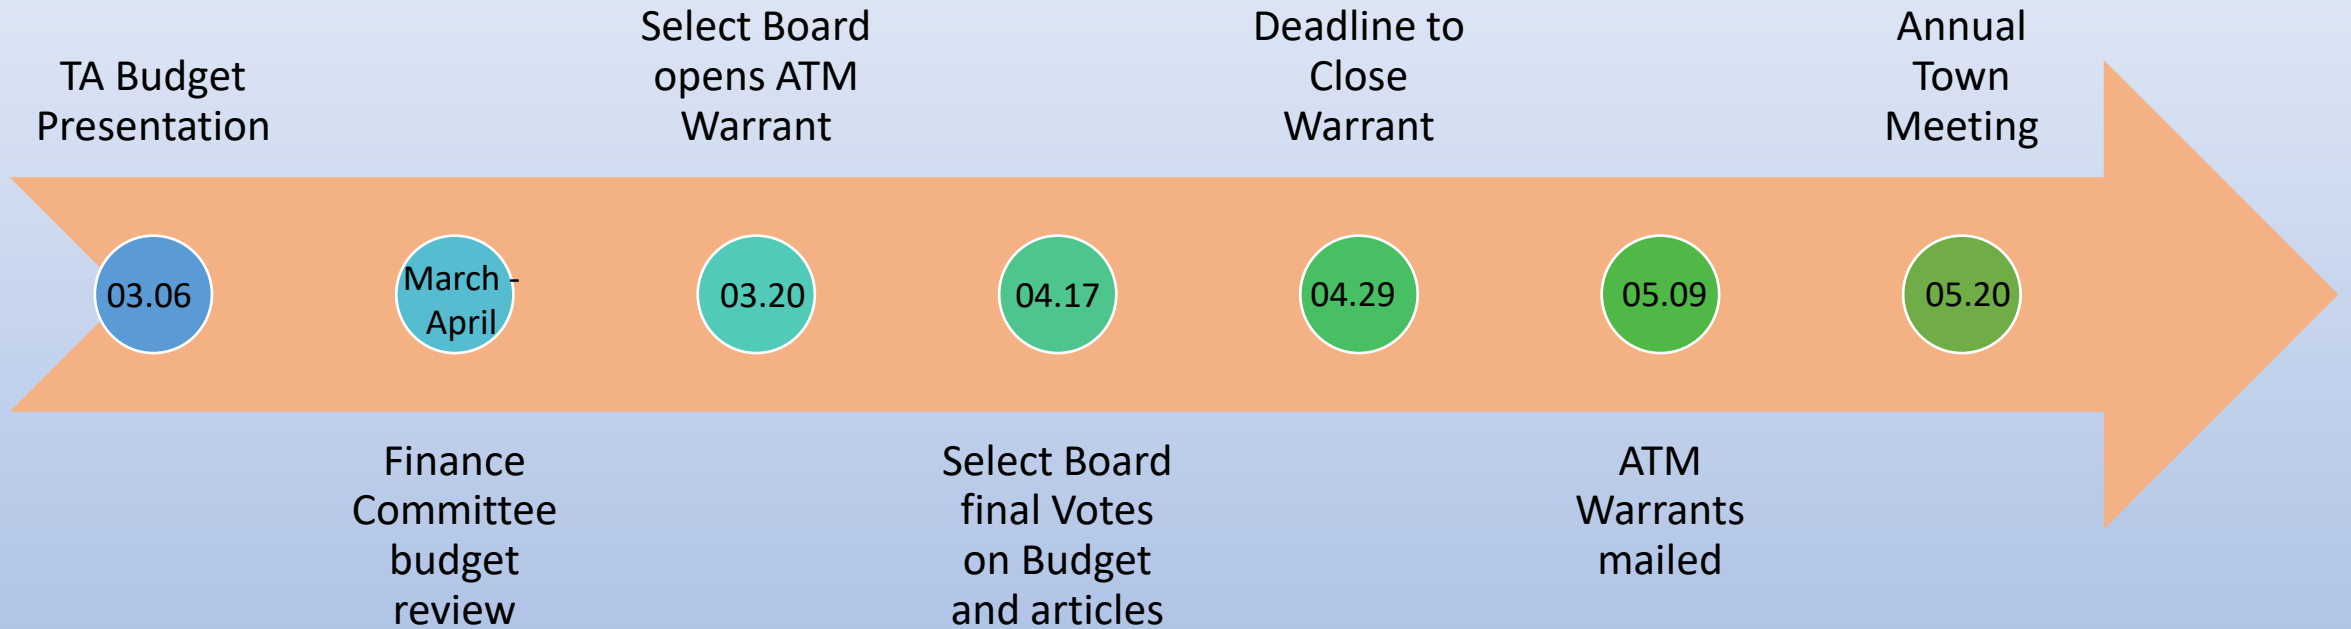 TA Budget
Presentation
03.06
March -
April
Finance
Committee
budget
review
Select Board
opens ATM
Warrant
03.20
04.17
Select Board
final Votes
on Budget
and articles
Deadline to
Close
Warrant
04.29
05.09
ATM
Warrants
mailed
Annual
Town
Meeting
05.20